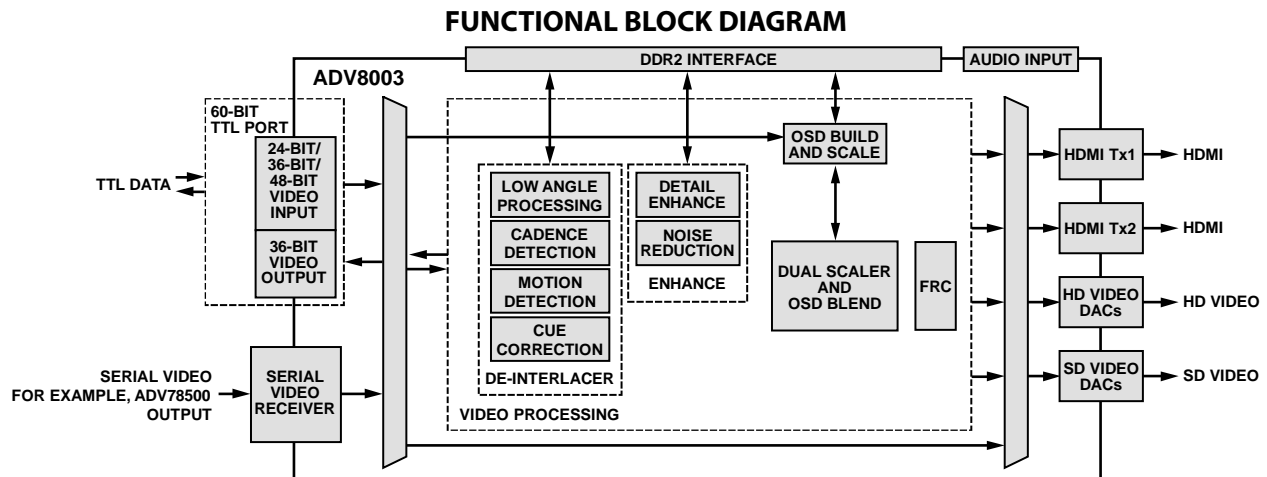 FUNCTIONAL BLOCK DIAGRAM
DDR2 INTERFACE
AUDIO INPUT
ADV8003
60-BIT
TTL PORT
24-BIT/
36-BIT/
48-BIT
VIDEO
INPUT
TTL DATA
36-BIT
VIDEO
OUTPUT
SERIAL VIDEO
FOR EXAMPLE, ADV78500
OUTPUT
SERIAL
VIDEO
RECEIVER
LOW ANGLE
PROCESSING
CADENCE
DETECTION
MOTION
DETECTION
CUE
CORRECTION
DE-INTERLACER
VIDEO PROCESSING
DETAIL
ENHANCE
NOISE
REDUCTION
ENHANCE
OSD BUILD
AND SCALE
DUAL SCALER
AND
OSD BLEND
FRC
HDMI Tx1
HDMI
HDMI Tx2
HDMI
HD VIDEO
DACs
HD VIDEO
SD VIDEO
DACs
SD VIDEO